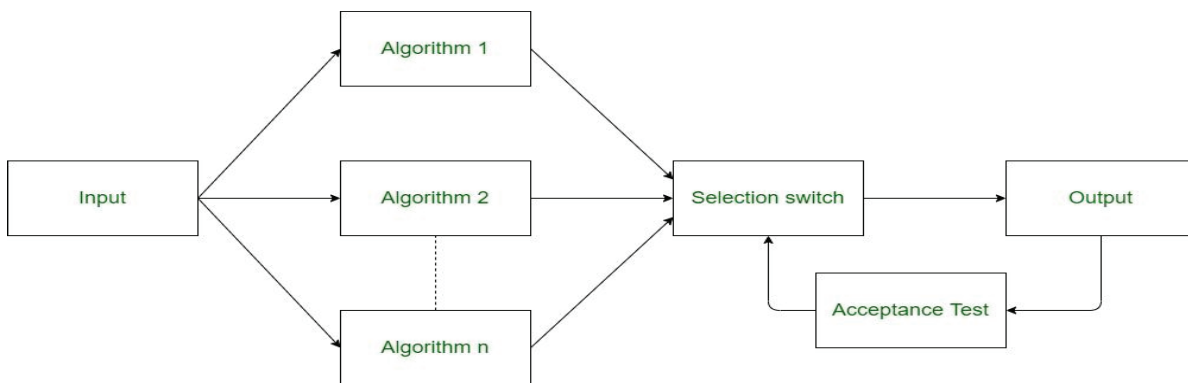 Algorithm 1
Input
Algorithm 2
Selection switch
Output
Acceptance Test
Algorithm n